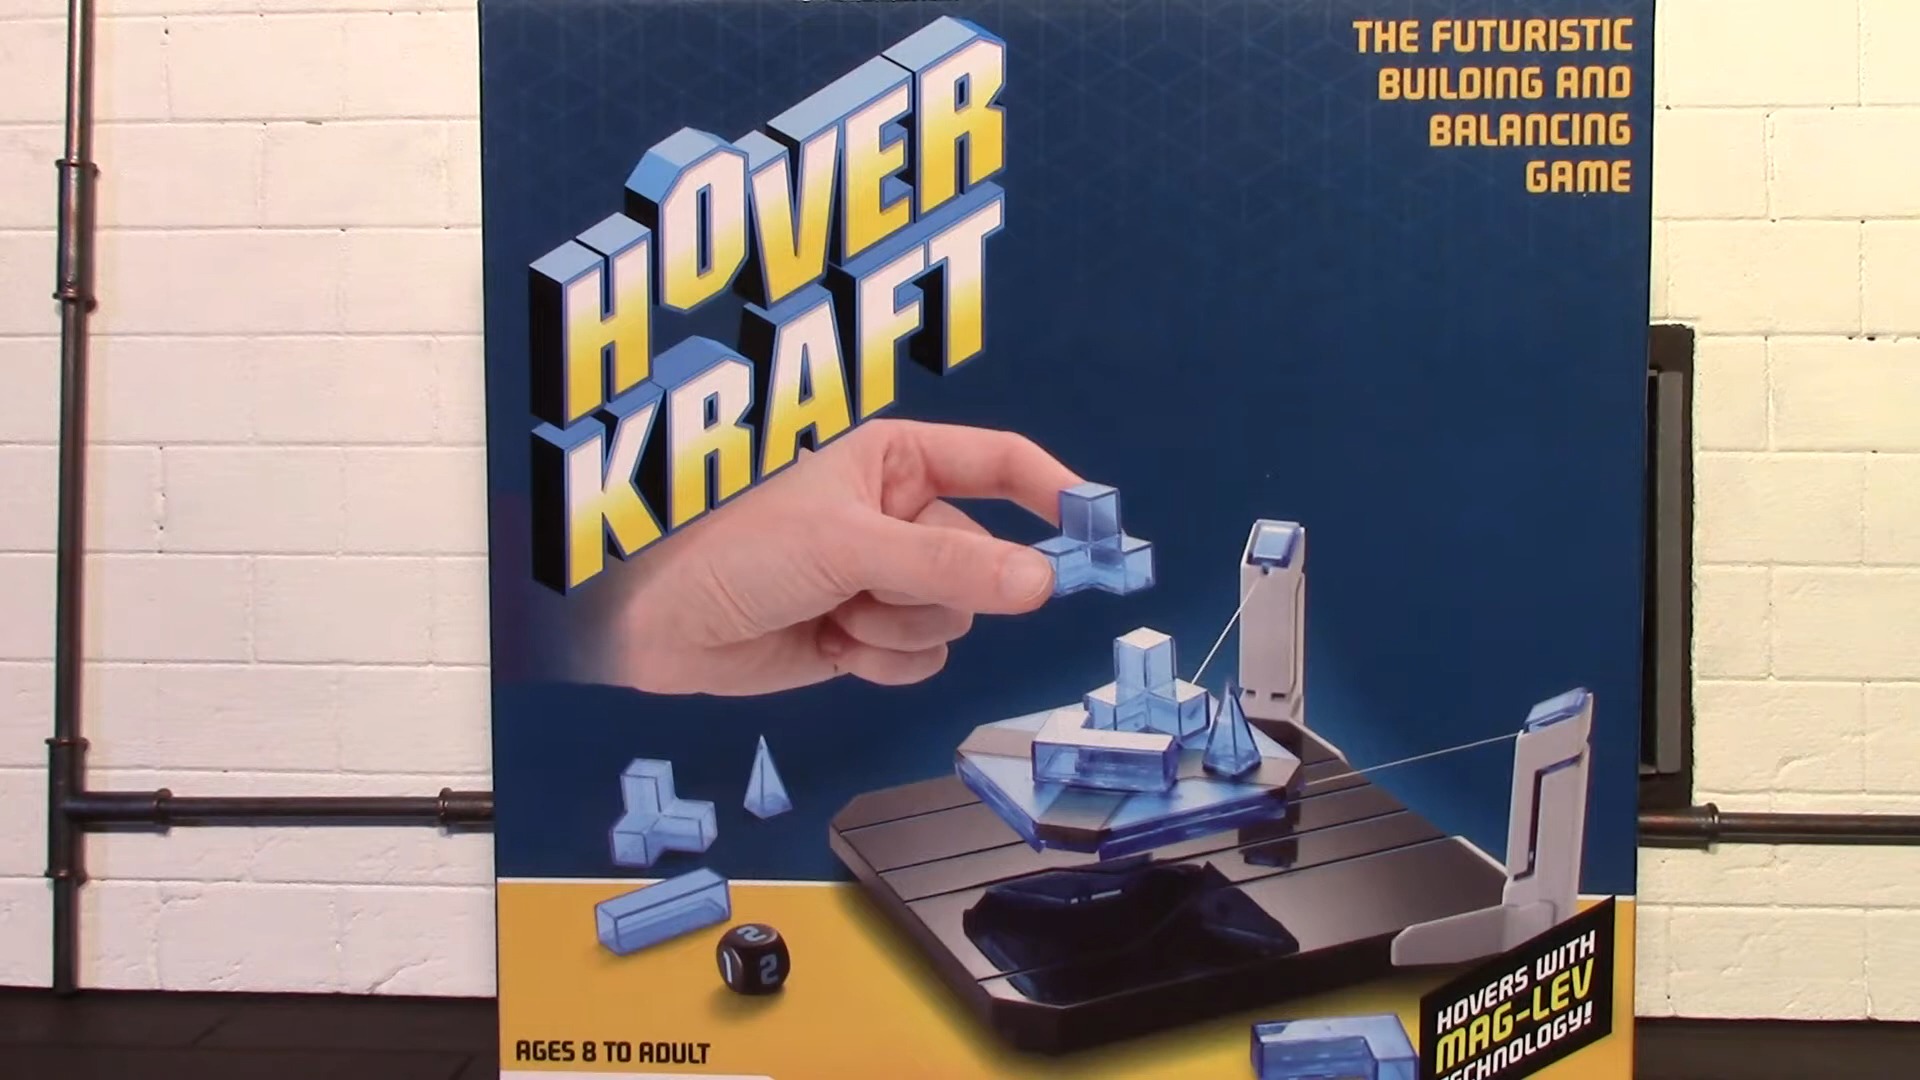 HOVER
KRAFT
THE FUTURISTIC
BUILDING AND
BALANCING
GAME
2
1 2
AGES 8 TO ADULT
HOVERS WITH
MAG-LEV
TECHNOLOGY!